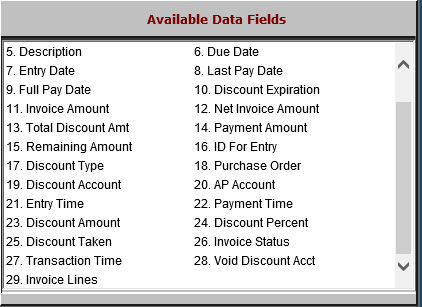 Available Data Fields
5. Description 6. Due Date
7. Entry Date 8. Last Pay Date
9. Full Pay Date 10. Discount Expiration
11. Invoice Amount 12. Net Invoice Amount
13. Total Discount Amt 14. Payment Amount
15. Remaining Amount 16. ID For Entry
17. Discount Type 18. Purchase Order
19. Discount Account 20. AP Account
21. Entry Time 22. Payment Time
23. Discount Amount 24. Discount Percent
25. Discount Taken 26. Invoice Status
27. Transaction Time 28. Void Discount Acct
29. Invoice Lines